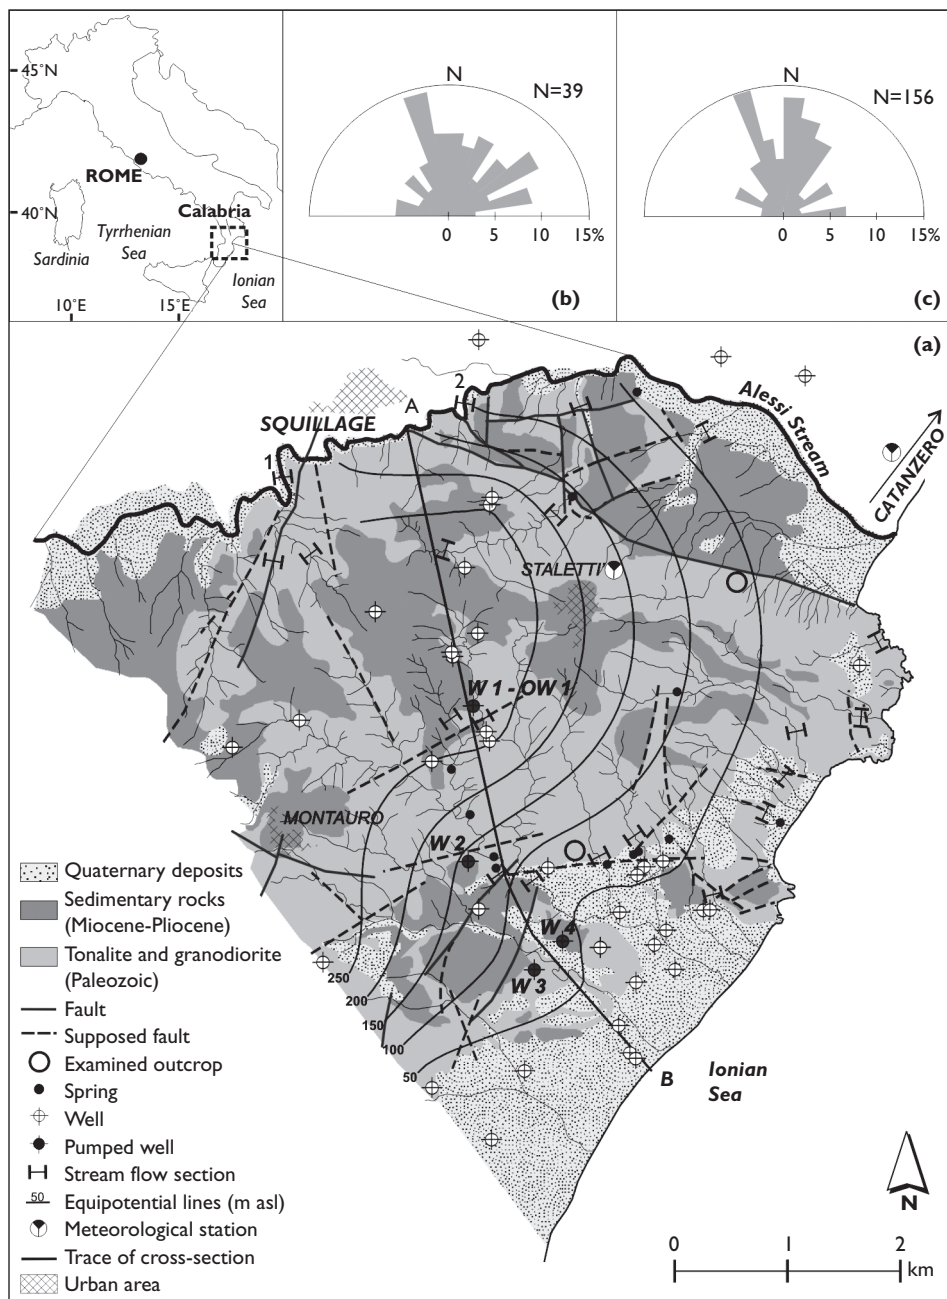 N
N=39
N
N=156
45°N
ROME
40°N
Calabria
Tyrrhenian
Sea
Sardinia
Ionian
Sea
10°E
15°E
0 5 10 15%
(b)
0 5 10 15%
(c)
(a)
2
A
Alessi Stream
SQUILLAGE
1
CATANZERO
STALETTI'
W 1 - OW 1
MONTAURO
W 2
W 4
W 3
250
200
150
100
50
B
Ionian
Sea
Quaternary deposits
Sedimentary rocks
(Miocene-Pliocene)
Tonalite and granodiorite
(Paleozoic)
Fault
Supposed fault
Examined outcrop
Spring
Well
Pumped well
Stream flow section
50 Equipotential lines (m asl)
Meteorological station
Trace of cross-section
Urban area
N
0 1 2
km